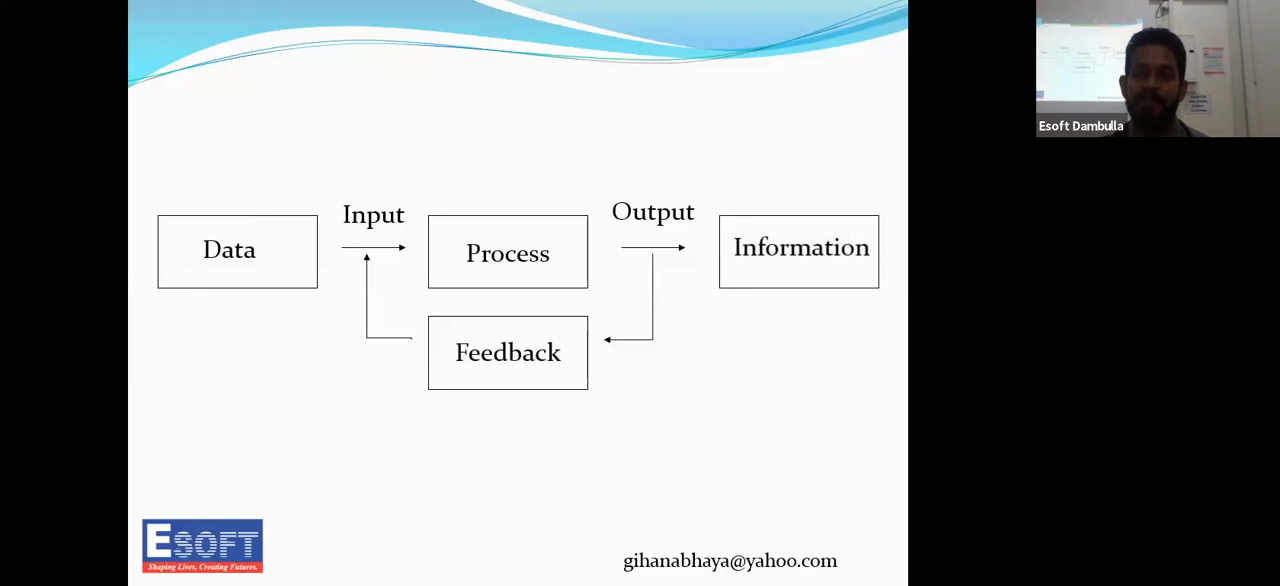 Input
Output
Data
Process
Information
Feedback
ESOFT
Shaping Lives, Creating Futures.
gihanabhaya@yahoo.com
Esoft Dambulla